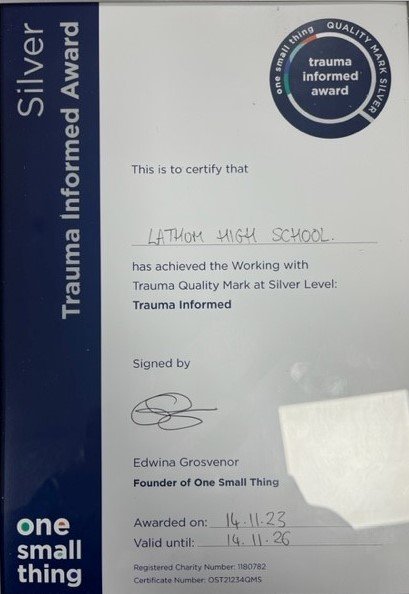 Silver
Trauma Informed Award
one small thing QUALITY MARK SILVER
trauma
informed
award
This is to certify that
LATHOM HIGH SCHOOL.
has achieved the Working with
Trauma Quality Mark at Silver Level:
Trauma Informed
Signed by
Edwina Grosvenor
Founder of One Small Thing
Awarded on: 14.11.23
Valid until: 14.11.26
Registered Charity Number: 1180782
Certificate Number: OST21234QMS
one
small
thing